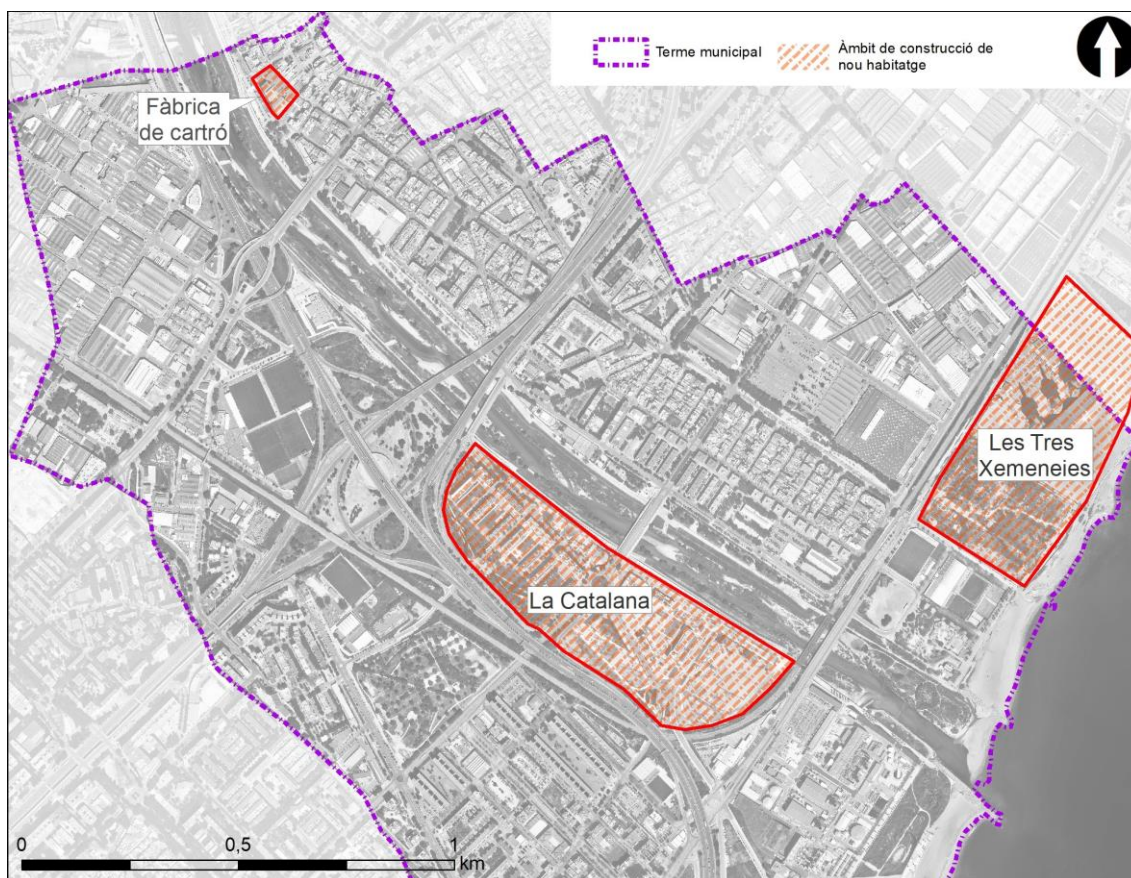 Terme municipal
Àmbit de construcció de
nou habitatge
Fàbrica
de cartró
Les Tres
Xemeneies
La Catalana
0 0,5 1
km